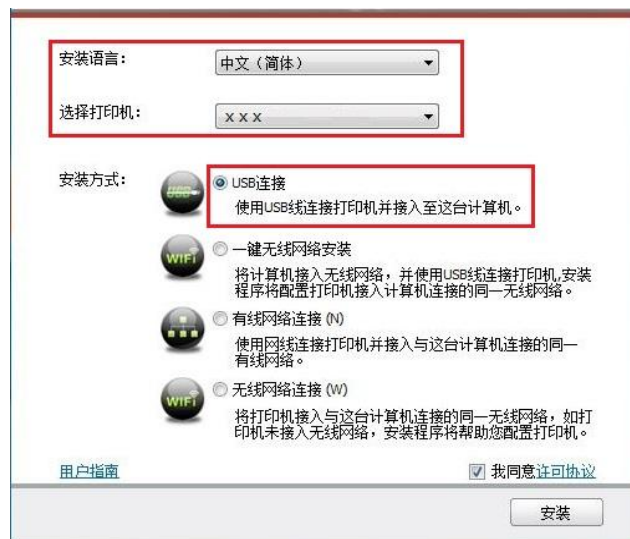 安装语言：
中文（简体）
选择打印机：
x x x
安装方式：
USB
USB连接
使用USB线连接打印机并接入至这台计算机。
WiFi
一键无线网络安装
将计算机接入无线网络，并使用USB线连接打印机,安装
程序将配置打印机接入计算机连接的同一无线网络。
有线网络连接 (N)
使用网线连接打印机并接入与这台计算机连接的同一
有线网络。
WiFi
无线网络连接 (W)
将打印机接入与这台计算机连接的同一无线网络，如打
印机未接入无线网络，安装程序将帮助您配置打印机。
用户指南
我同意许可协议
安装